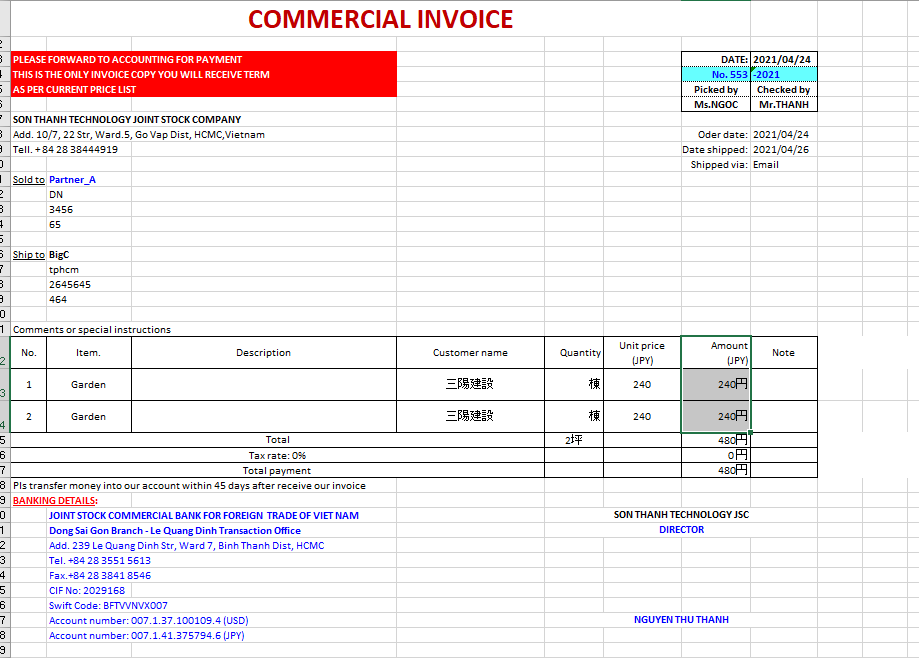 COMMERCIAL INVOICE
PLEASE FORWARD TO ACCOUNTING FOR PAYMENT
DATE: 2021/04/24
THIS IS THE ONLY INVOICE COPY YOU WILL RECEIVE TERM
No. 553 -2021
AS PER CURRENT PRICE LIST
Picked by Checked by
Ms.NGOC Mr.THANH
SON THANH TECHNOLOGY JOINT STOCK COMPANY
Add. 10/7, 22 Str, Ward.5, Go Vap Dist, HCMC,Vietnam
Oder date: 2021/04/24
Tell. +84 28 38444919
Date shipped: 2021/04/26
Shipped via: Email
Sold to Partner_A
DN
3456
65
Ship to BigC
tphcm
2645645
464
Comments or special instructions
No. Item. Description Customer name Quantity Unit price (JPY) Amount (JPY) Note
1 Garden 三陽建設 棟 240 240円
2 Garden 三陽建設 棟 240 240円
Total 2坪 480円
Tax rate: 0% 0円
Total payment 480円
Pls transfer money into our account within 45 days after receive our invoice
BANKING DETAILS:
JOINT STOCK COMMERCIAL BANK FOR FOREIGN TRADE OF VIET NAM
SON THANH TECHNOLOGY JSC
Dong Sai Gon Branch - Le Quang Dinh Transaction Office
DIRECTOR
Add. 239 Le Quang Dinh Str, Ward 7, Binh Thanh Dist, HCMC
Tel. +84 28 3551 5613
Fax.+84 28 3841 8546
CIF No: 2029168
Swift Code: BFTVVNVX007
Account number: 007.1.37.100109.4 (USD)
NGUYEN THU THANH
Account number: 007.1.41.375794.6 (JPY)